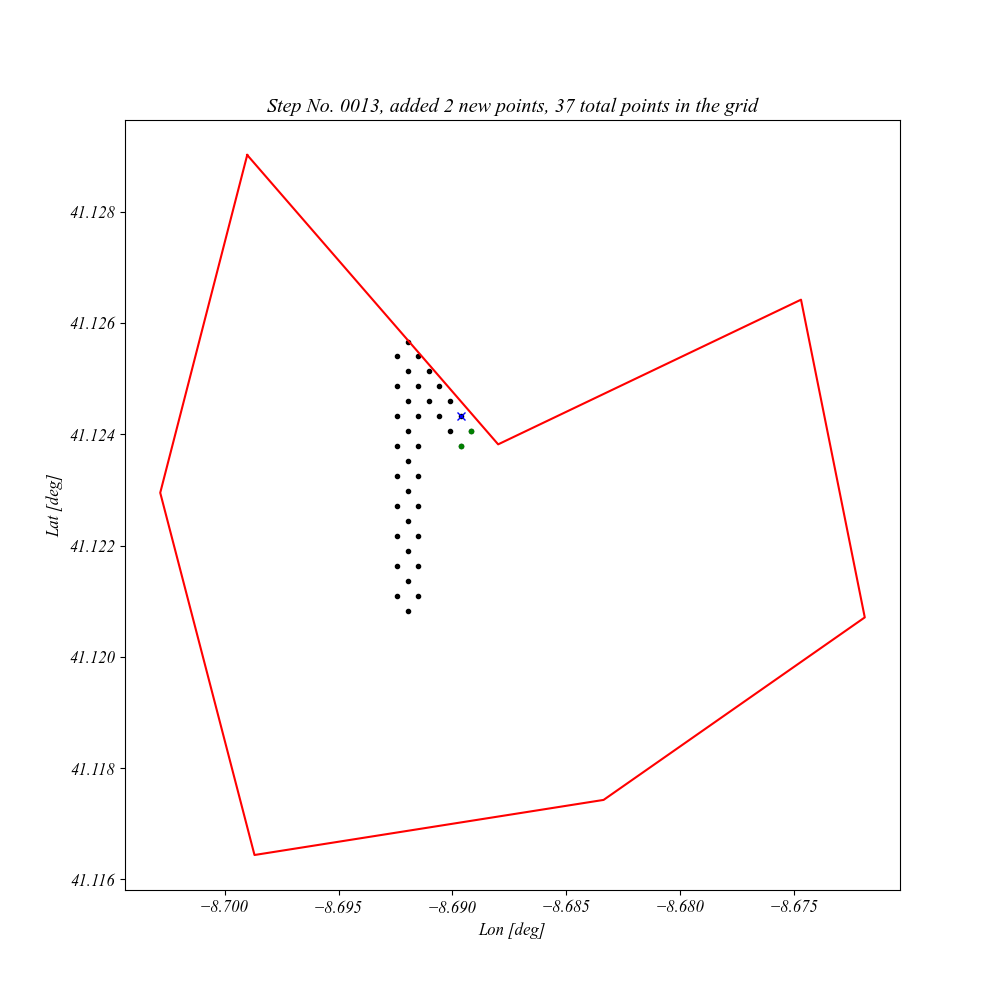 Step No. 0013, added 2 new points, 37 total points in the grid
41.128
41.126
41.124
41.122
41.120
41.118
41.116
Lat [deg]
−8.700 −8.695 −8.690 −8.685 −8.680 −8.675
Lon [deg]